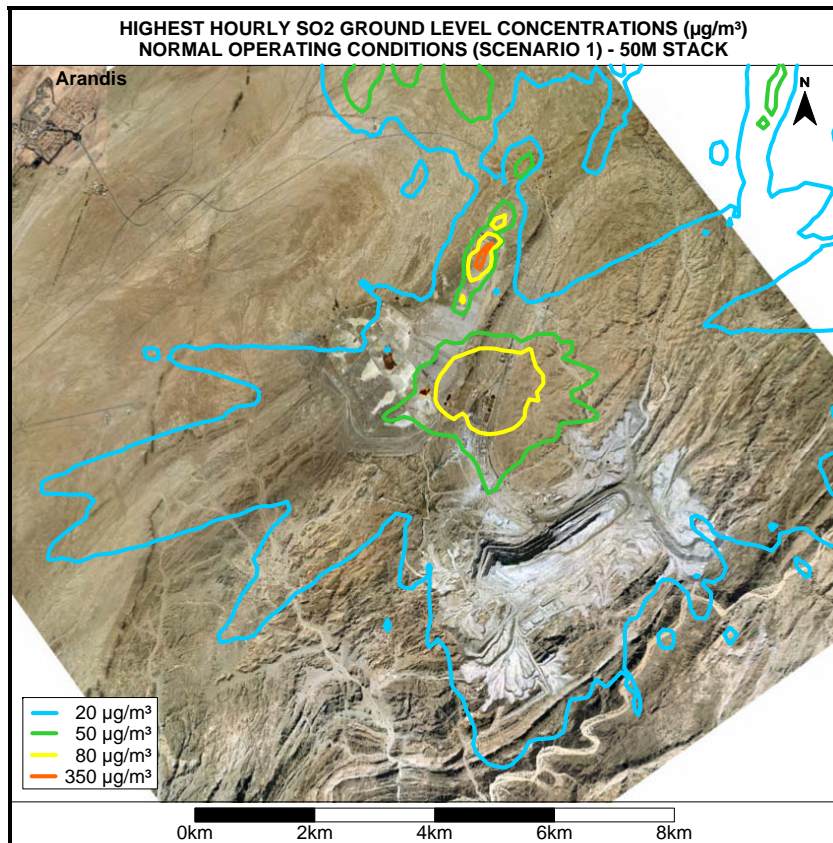 HIGHEST HOURLY SO2 GROUND LEVEL CONCENTRATIONS (µg/m³)
NORMAL OPERATING CONDITIONS (SCENARIO 1) - 50M STACK
Arandis
N
20 µg/m³
50 µg/m³
80 µg/m³
350 µg/m³
0km 2km 4km 6km 8km